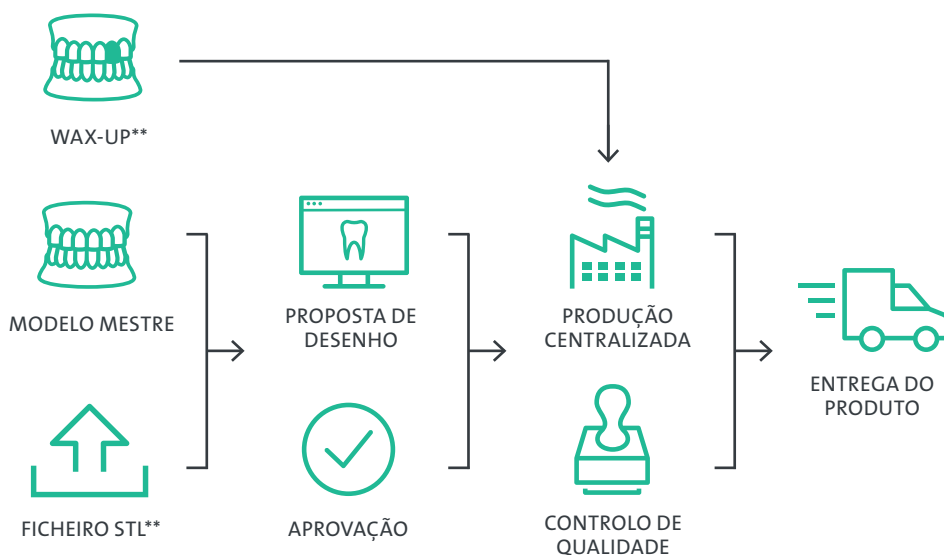 WAX-UP**
MODELO MESTRE
FICHEIRO STL**
PROPOSTA DE
DESENHO
APROVAÇÃO
PRODUÇÃO
CENTRALIZADA
CONTROLO DE
QUALIDADE
ENTREGA DO
PRODUTO